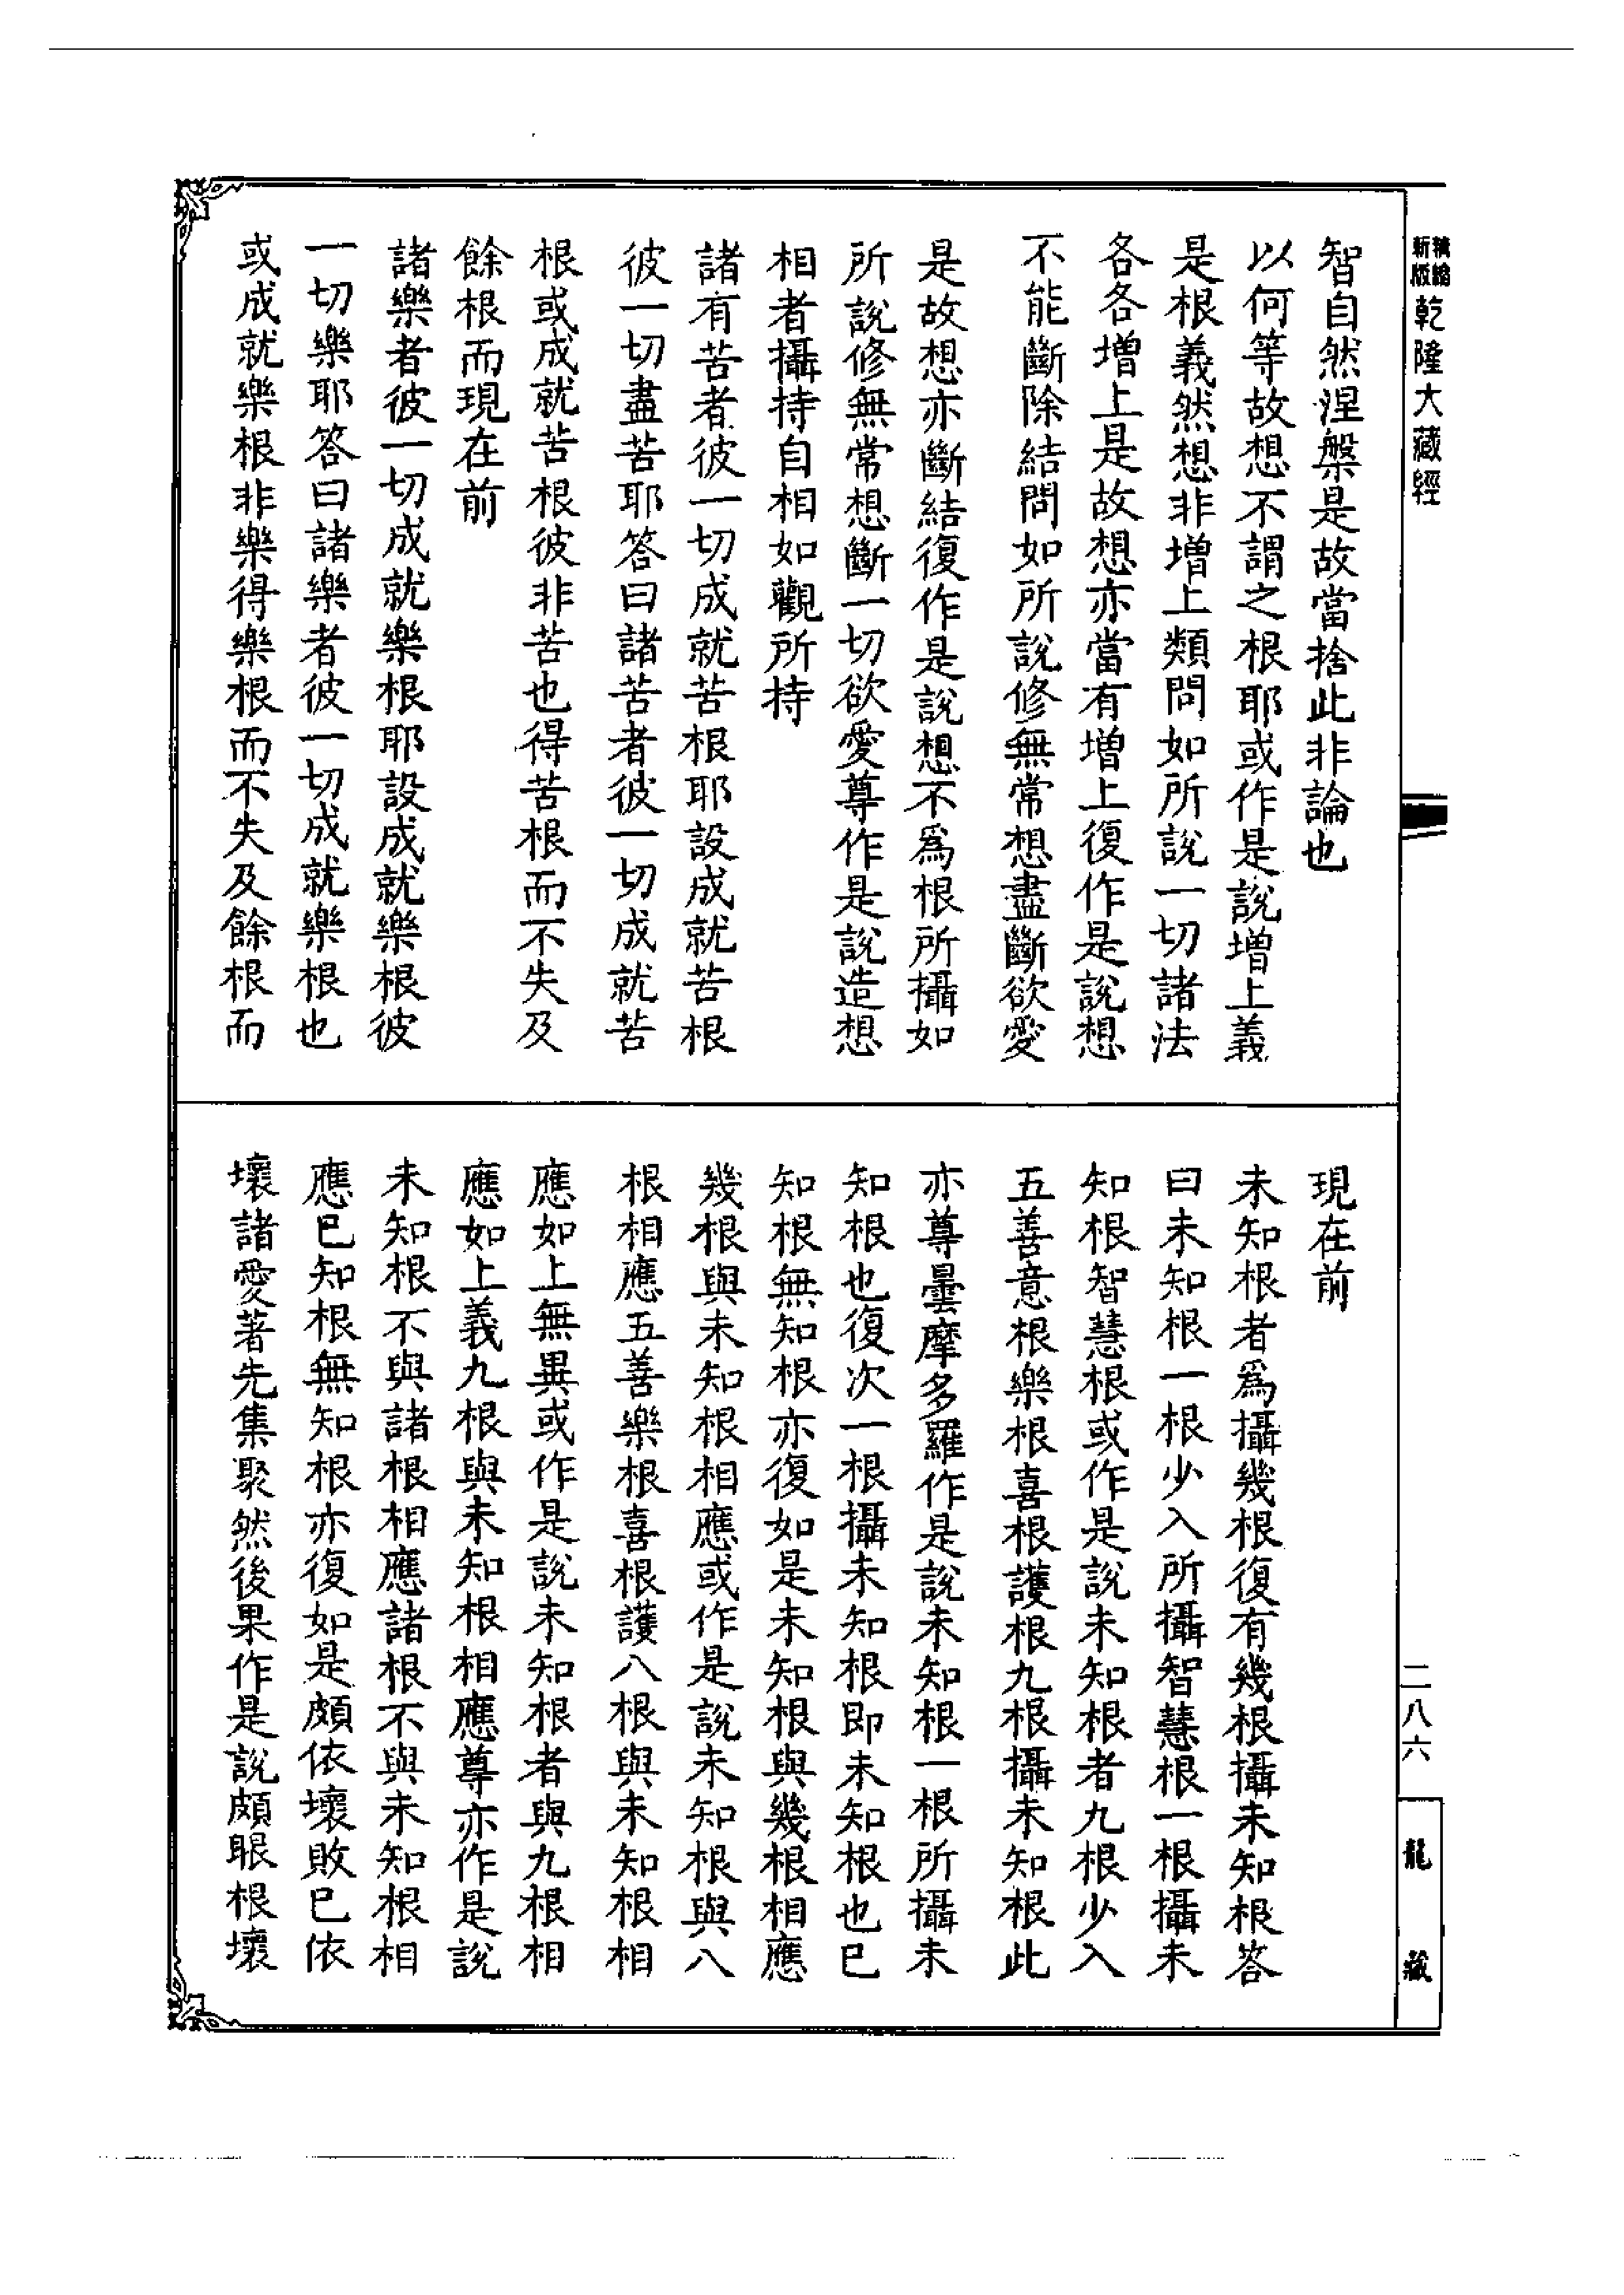 精繪
新版
乾隆大藏經
智自然涅槃是故當捨此非論也
以何等故想不謂之根耶或作是說增上義
是根義然想非增上類問如所說一切諸法
各各增上是故想亦當有增上復作是說想
不能斷除結問如所說修無常想盡斷欲愛
是故想亦斷結復作是說想不為根所攝如
所說修無常想斷一切欲愛尊作是說造想
相者攝持自相如觀所持
諸有苦者彼一切成就苦根耶設成就苦根
彼一切盡苦耶答曰諸苦者彼一切成就苦
根或成就苦根彼非苦也得苦根而不失及
餘根而現在前
諸樂者彼一切成就樂根耶設成就樂根彼
一切樂耶答曰諸樂者彼一切成就樂根也
或成就樂根非樂得樂根而不失及餘根而
現在前
未知根者為攝幾根復有幾根攝未知根答
曰未知根一根少入所攝智慧根一根攝未
知根智慧根或作是說未知根者九根少入
五善意根樂根喜根護根九根攝未知根此
亦尊曇摩多羅作是說未知根一根所攝未
知根也復次一根攝未知根即未知根也已
知根無知根亦復如是未知根與幾根相應
幾根與未知根相應或作是說未知根與八
根相應五善樂根喜根護八根與未知根相
應如上無異或作是說未知根者與九根相
應如上義九根與未知根相應尊亦作是說
未知根不與諸根相應諸根不與未知根相
應已知根無知根亦復如是頗依壞敗已依
壞諸愛著先集聚然後果作是說頗眼根壞
二八六
龍藏